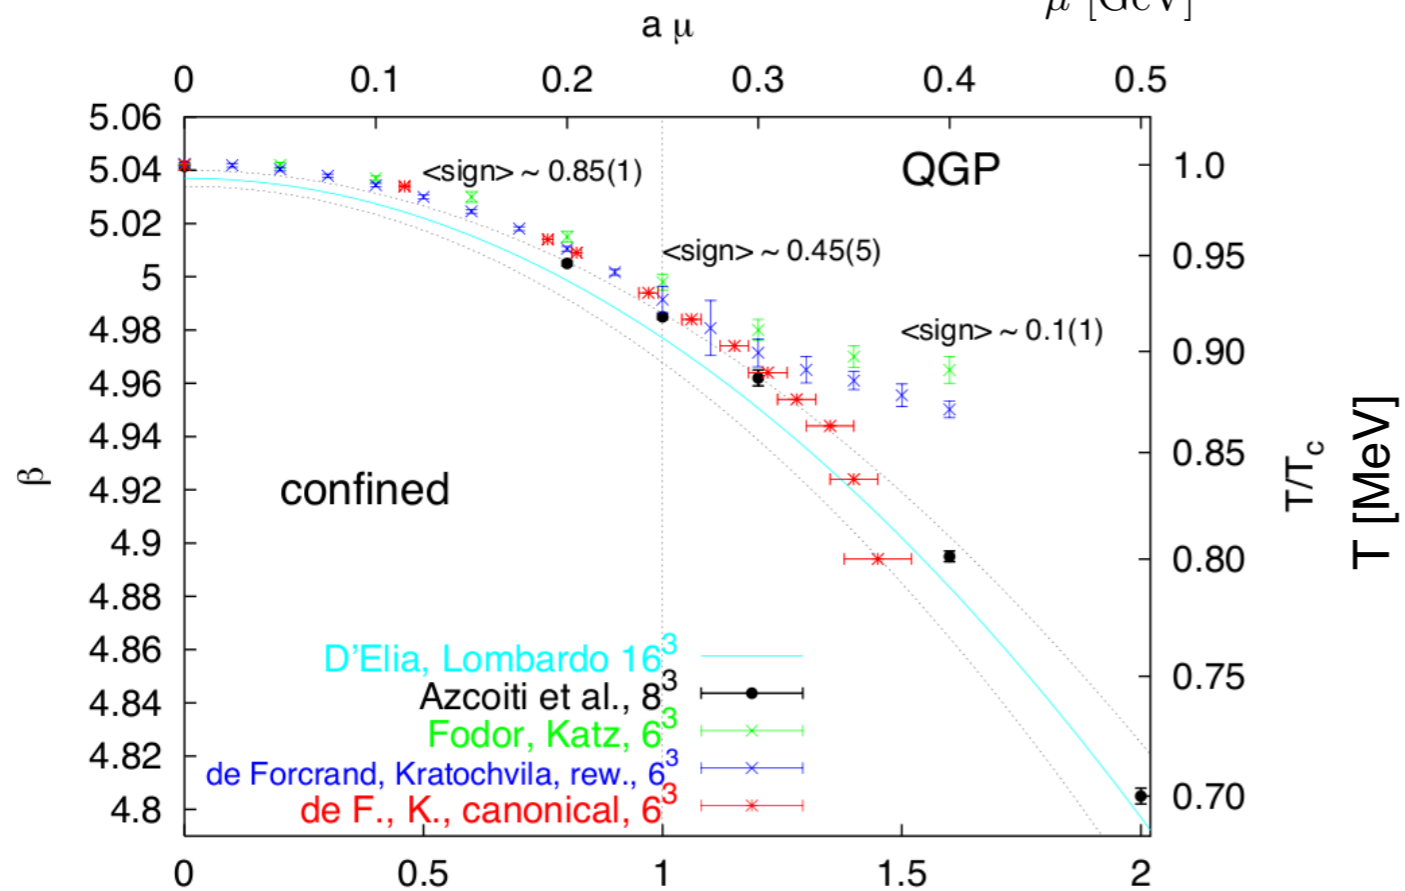 μ [GeV]
a μ
0 0.1 0.2 0.3 0.4 0.5
5.06
5.04
5.02
5
4.98
4.96
4.94
4.92
4.9
4.88
4.86
4.84
4.82
4.8
β
<sign> ~ 0.85(1)
QGP
<sign> ~ 0.45(5)
<sign> ~ 0.1(1)
confined
D'Elia, Lombardo 16³
Azcoiti et al., 8³
Fodor, Katz, 6³
de Forcrand, Kratochvila, rew., 6³
de F., K., canonical, 6³
1.0
0.95
0.90
0.85
0.80
0.75
0.70
T/T_c
T [MeV]
0 0.5 1 1.5 2